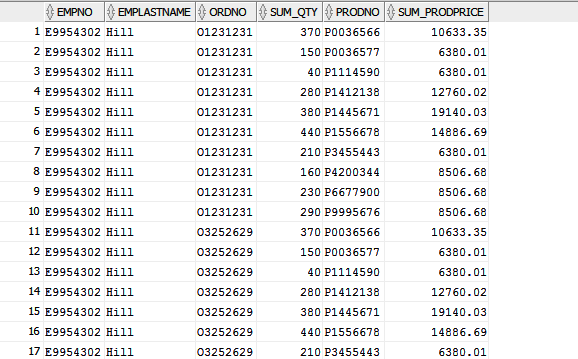 EMPNO EMPLASTNAME ORDNO SUM_QTY PRODNO SUM_PRODPRICE
1 E9954302 Hill O1231231 370 P0036566 10633.35
2 E9954302 Hill O1231231 150 P0036577 6380.01
3 E9954302 Hill O1231231 40 P1114590 6380.01
4 E9954302 Hill O1231231 280 P1412138 12760.02
5 E9954302 Hill O1231231 380 P1445671 19140.03
6 E9954302 Hill O1231231 440 P1556678 14886.69
7 E9954302 Hill O1231231 210 P3455443 6380.01
8 E9954302 Hill O1231231 160 P4200344 8506.68
9 E9954302 Hill O1231231 230 P6677900 8506.68
10 E9954302 Hill O1231231 290 P9995676 8506.68
11 E9954302 Hill O3252629 370 P0036566 10633.35
12 E9954302 Hill O3252629 150 P0036577 6380.01
13 E9954302 Hill O3252629 40 P1114590 6380.01
14 E9954302 Hill O3252629 280 P1412138 12760.02
15 E9954302 Hill O3252629 380 P1445671 19140.03
16 E9954302 Hill O3252629 440 P1556678 14886.69
17 E9954302 Hill O3252629 210 P3455443 6380.01